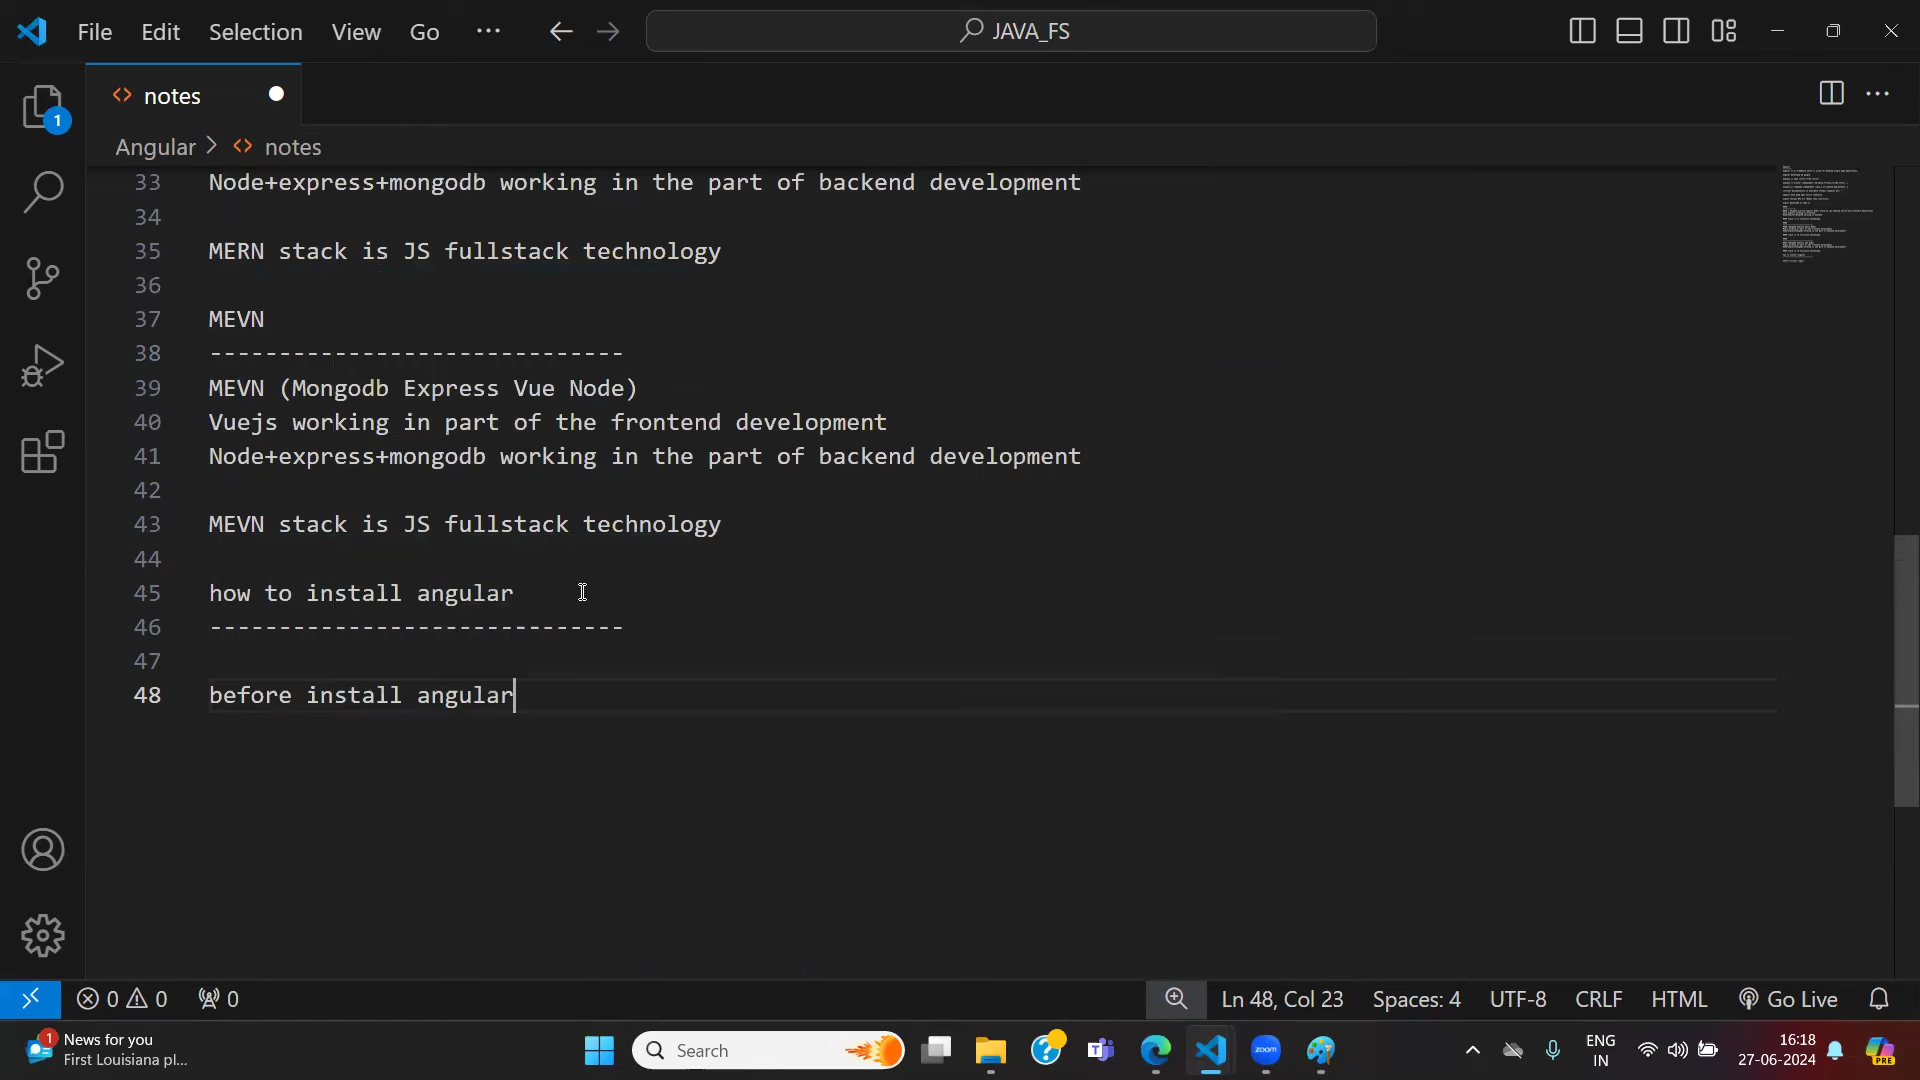 File Edit Selection View Go ... JAVA_FS
1
notes
Angular > notes
33 Node+express+mongodb working in the part of backend development
34
35 MERN stack is JS fullstack technology
36
37 MEVN
38 ------------------------------
39 MEVN (Mongodb Express Vue Node)
40 Vuejs working in part of the frontend development
41 Node+express+mongodb working in the part of backend development
42
43 MEVN stack is JS fullstack technology
44
45 how to install angular
46 ------------------------------
47
48 before install angular
0 0 0 Ln 48, Col 23 Spaces: 4 UTF-8 CRLF HTML Go Live
1 News for you
First Louisiana pl...
Search
zoom
ENG
IN
16:18
27-06-2024
PRE